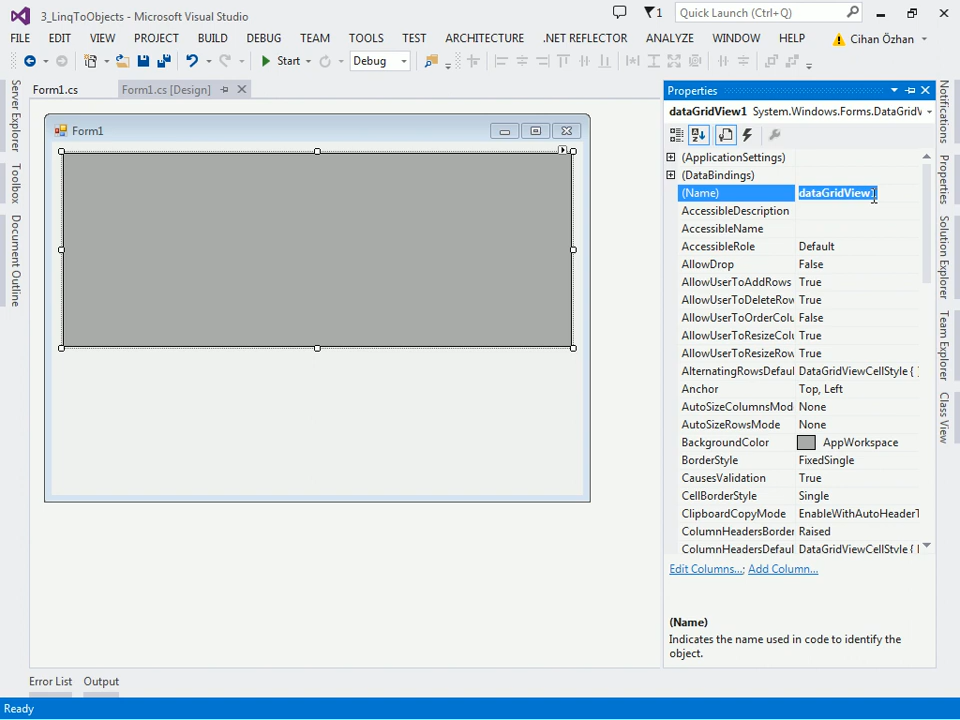 3_LinqToObjects - Microsoft Visual Studio
1
Quick Launch (Ctrl+Q)
FILE EDIT VIEW PROJECT BUILD DEBUG TEAM TOOLS TEST ARCHITECTURE .NET REFLECTOR ANALYZE WINDOW HELP Cihan Özhan
Start Debug
Form1.cs Form1.cs [Design]
Server Explorer
Toolbox
Document Outline
Form1
Properties
dataGridView1 System.Windows.Forms.DataGridV
(ApplicationSettings)
(DataBindings)
(Name) dataGridView1
AccessibleDescription
AccessibleName
AccessibleRole Default
AllowDrop False
AllowUserToAddRows True
AllowUserToDeleteRow True
AllowUserToOrderColu False
AllowUserToResizeColu True
AllowUserToResizeRow True
AlternatingRowsDefaul DataGridViewCellStyle { }
Anchor Top, Left
AutoSizeColumnsMod None
AutoSizeRowsMode None
BackgroundColor AppWorkspace
BorderStyle FixedSingle
CausesValidation True
CellBorderStyle Single
ClipboardCopyMode EnableWithAutoHeaderT
ColumnHeadersBorder Raised
ColumnHeadersDefaul DataGridViewCellStyle {
Edit Columns..., Add Column...
(Name)
Indicates the name used in code to identify the
object.
Notifications
Properties
Solution Explorer
Team Explorer
Class View
Error List Output
Ready